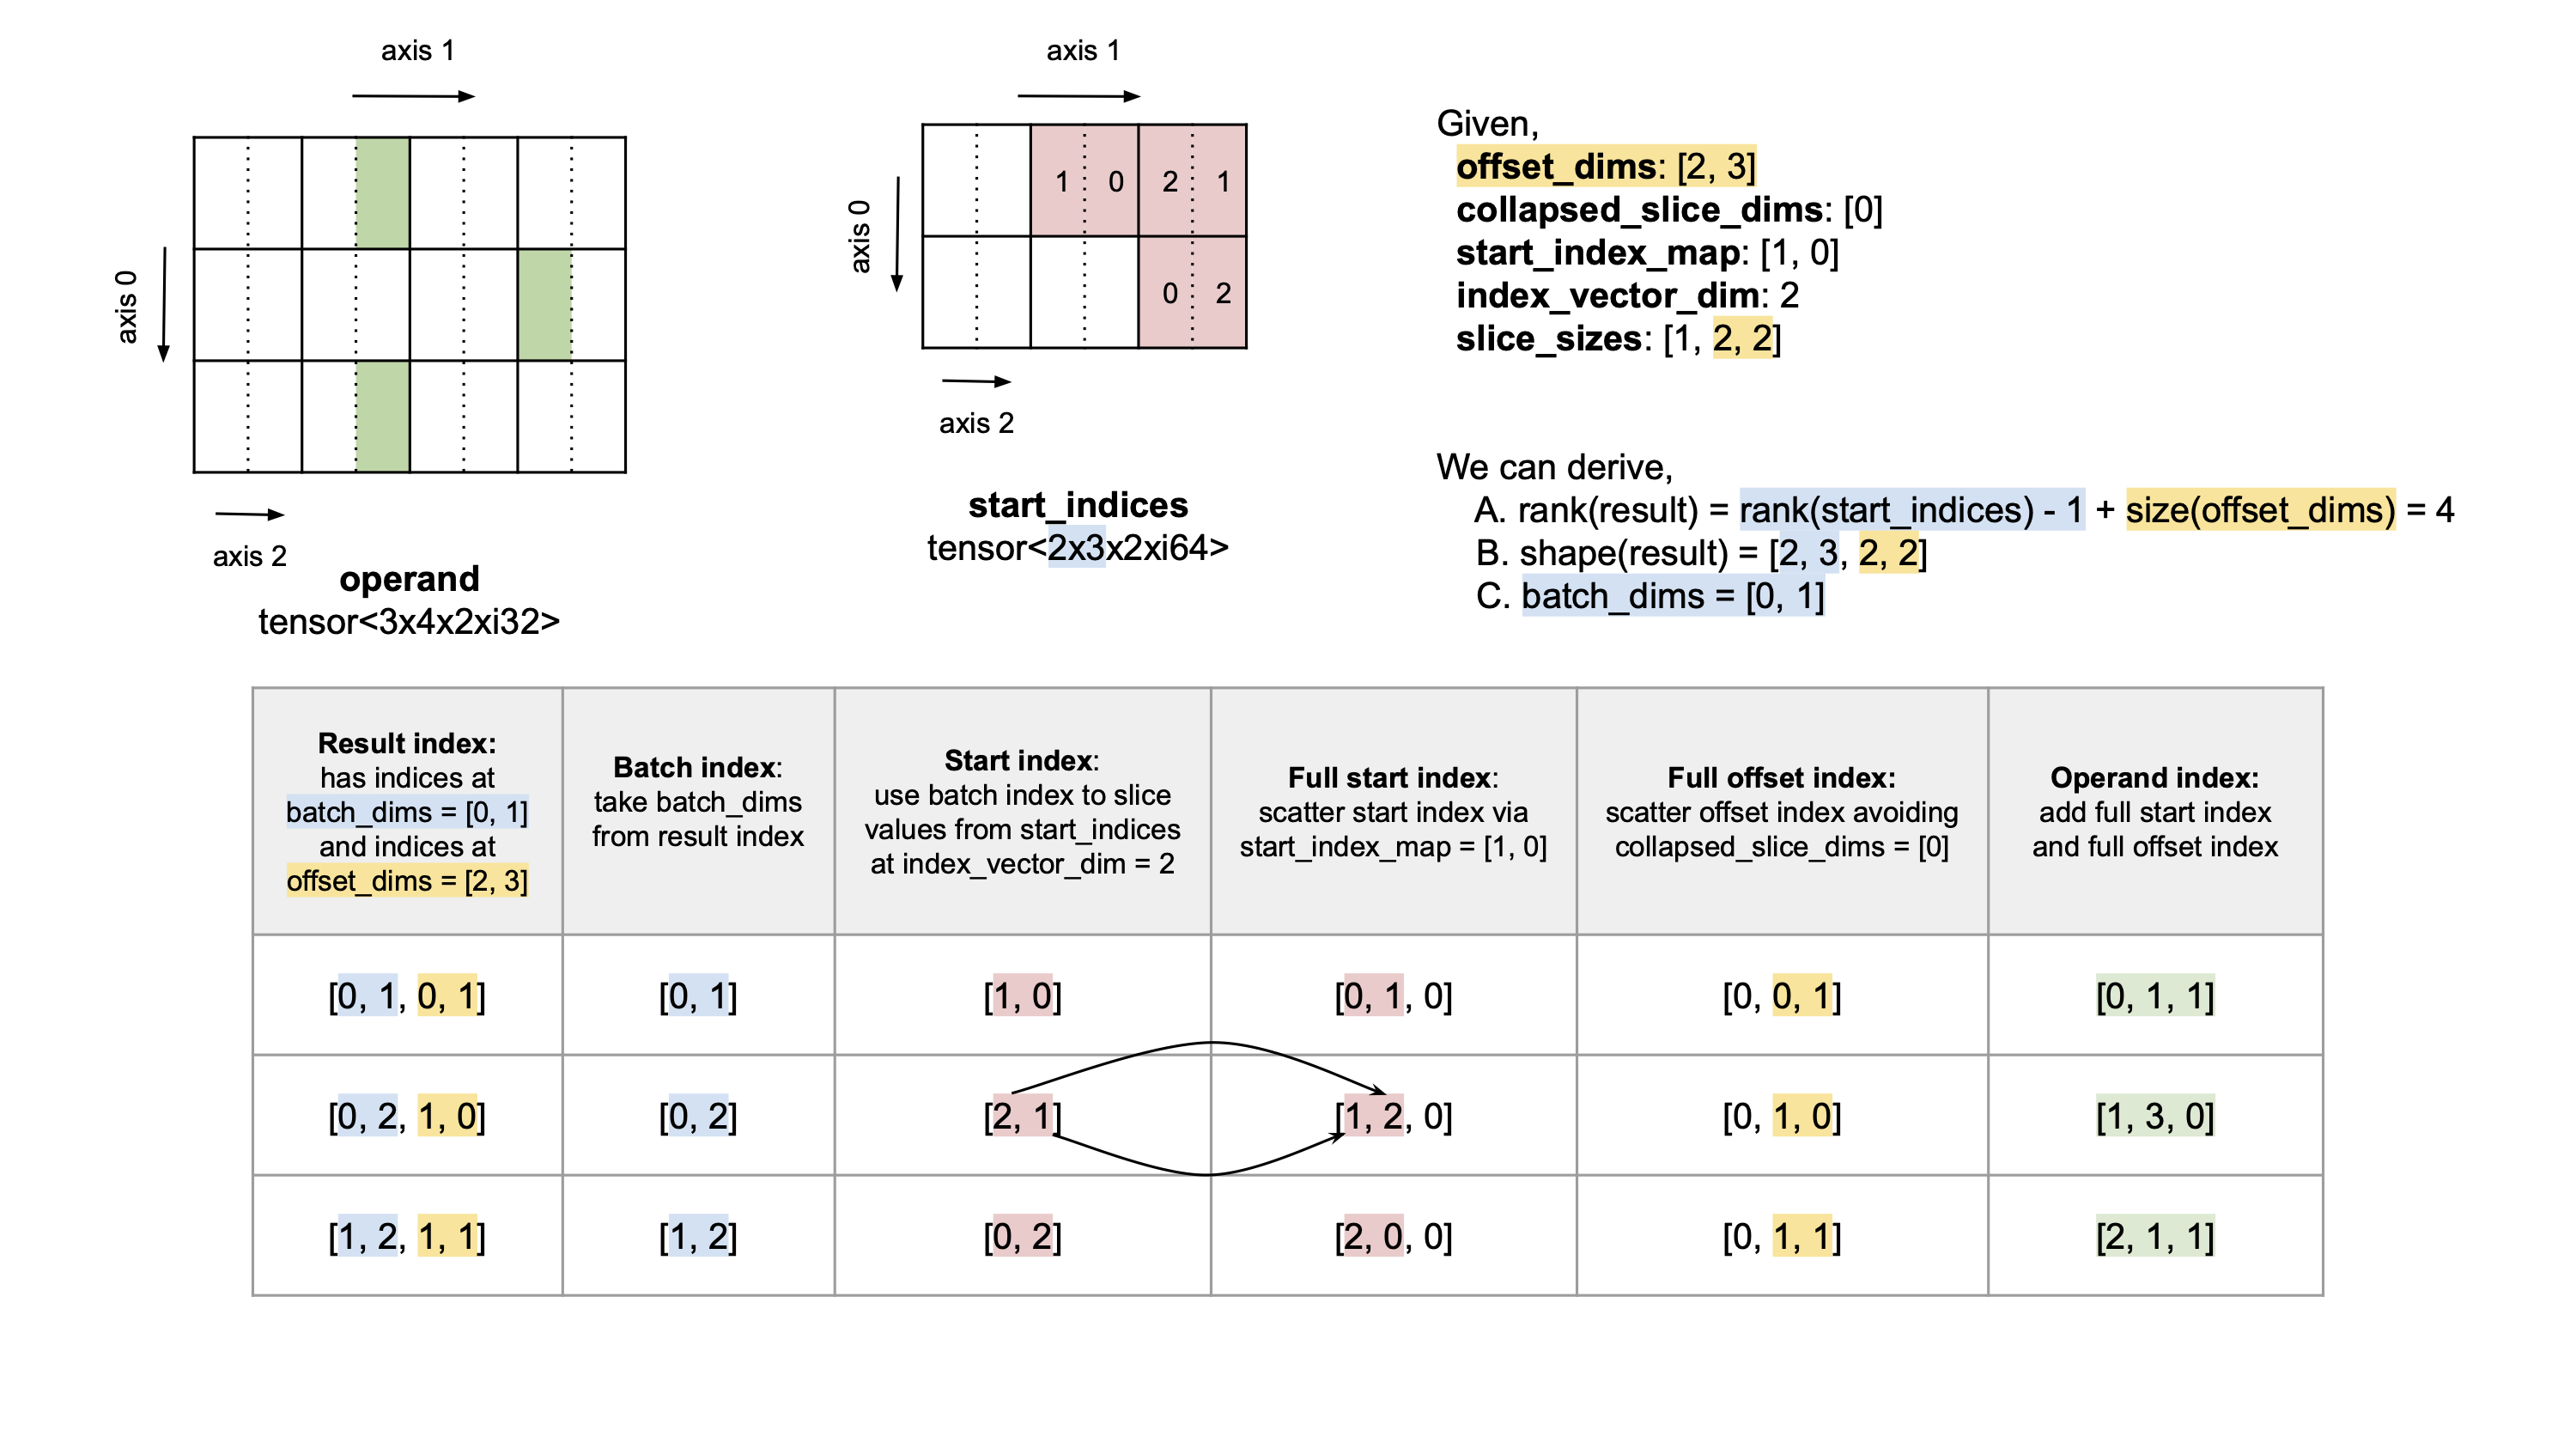 axis 1
axis 0
axis 2
operand
tensor<3x4x2xi32>
axis 1
axis 0
1 0 2 1
0 2
axis 2
start_indices
tensor<2x3x2xi64>
Given,
offset_dims: [2, 3]
collapsed_slice_dims: [0]
start_index_map: [1, 0]
index_vector_dim: 2
slice_sizes: [1, 2, 2]
We can derive,
A. rank(result) = rank(start_indices) - 1 + size(offset_dims) = 4
B. shape(result) = [2, 3, 2, 2]
C. batch_dims = [0, 1]
Result index:
has indices at
batch_dims = [0, 1]
and indices at
offset_dims = [2, 3]
Batch index:
take batch_dims
from result index
Start index:
use batch index to slice
values from start_indices
at index_vector_dim = 2
Full start index:
scatter start index via
start_index_map = [1, 0]
Full offset index:
scatter offset index avoiding
collapsed_slice_dims = [0]
Operand index:
add full start index
and full offset index
[0, 1, 0, 1] [0, 1] [1, 0] [0, 1, 0] [0, 0, 1] [0, 1, 1]
[0, 2, 1, 0] [0, 2] [2, 1] [1, 2, 0] [0, 1, 0] [1, 3, 0]
[1, 2, 1, 1] [1, 2] [0, 2] [2, 0, 0] [0, 1, 1] [2, 1, 1]